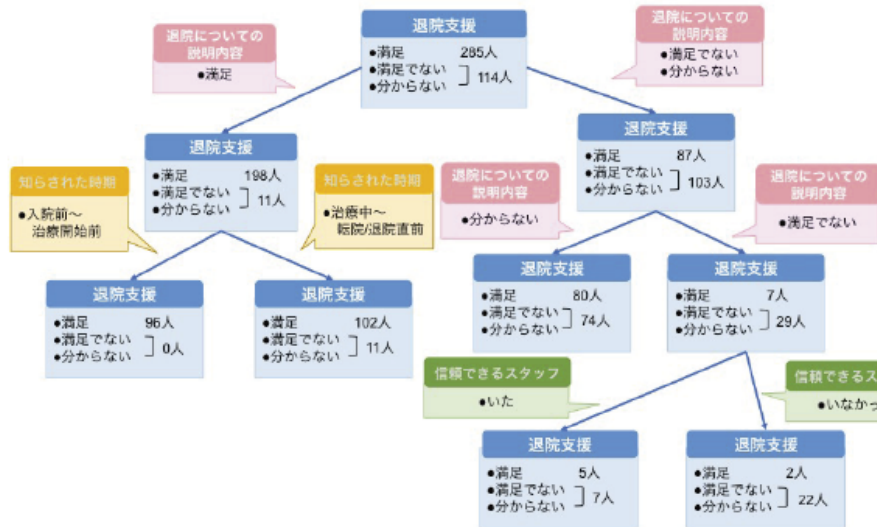 退院支援
●満足 285人
●満足でない
●分からない
114人
退院についての
説明内容
●満足
退院についての
説明内容
●満足でない
●分からない
退院支援
●満足 198人
●満足でない
●分からない
11人
退院支援
●満足 87人
●満足でない
●分からない
103人
知らされた時期
●入院前～
治療開始前
知らされた時期
●治療中～
転院/退院直前
退院についての
説明内容
●分からない
退院についての
説明内容
●満足でない
退院支援
●満足 96人
●満足でない
●分からない
0人
退院支援
●満足 102人
●満足でない
●分からない
11人
退院支援
●満足 80人
●満足でない
●分からない
74人
退院支援
●満足 7人
●満足でない
●分からない
29人
信頼できるスタッフ
●いた
信頼できるス
●いなかっ
退院支援
●満足 5人
●満足でない
●分からない
7人
退院支援
●満足 2人
●満足でない
●分からない
22人